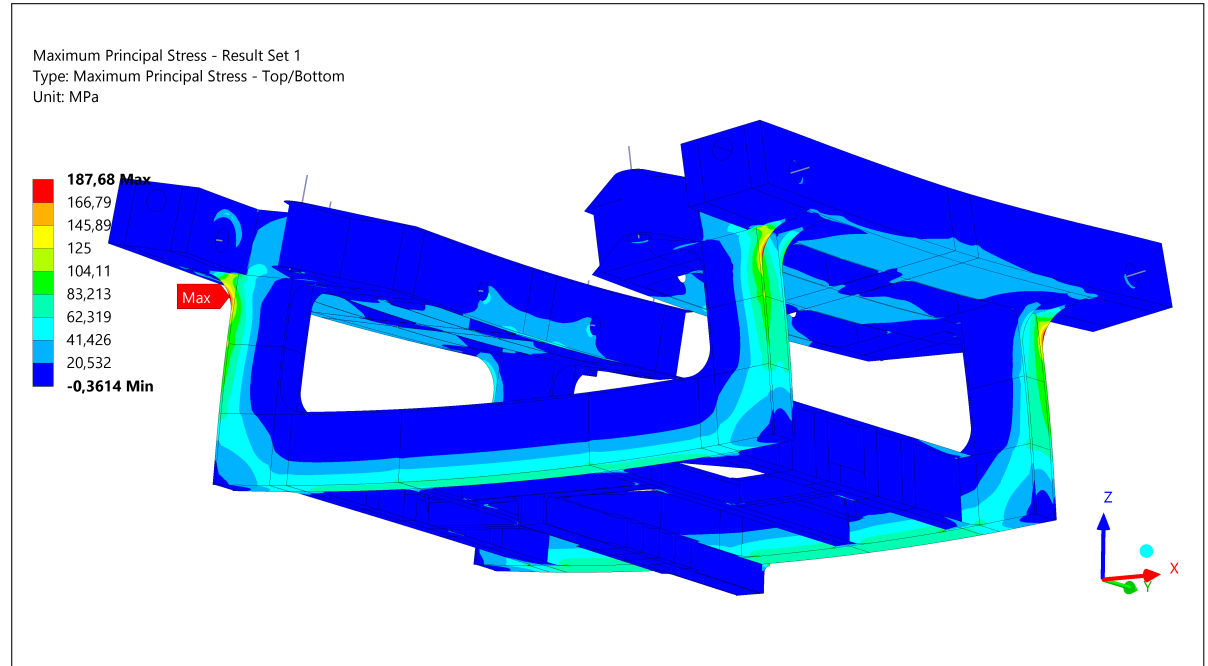 Maximum Principal Stress - Result Set 1
Type: Maximum Principal Stress - Top/Bottom
Unit: MPa
187,68 Max
166,79
145,89
125
104,11
83,213
62,319
41,426
20,532
-0,3614 Min
Max
Z
X
Y